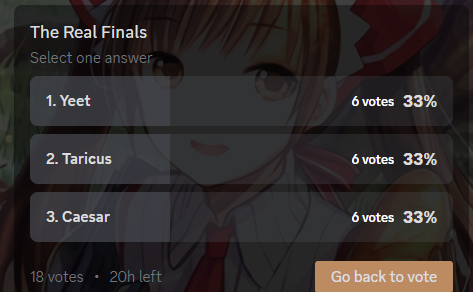 The Real Finals
Select one answer
1. Yeet 6 votes 33%
2. Taricus 6 votes 33%
3. Caesar 6 votes 33%
18 votes • 20h left Go back to vote